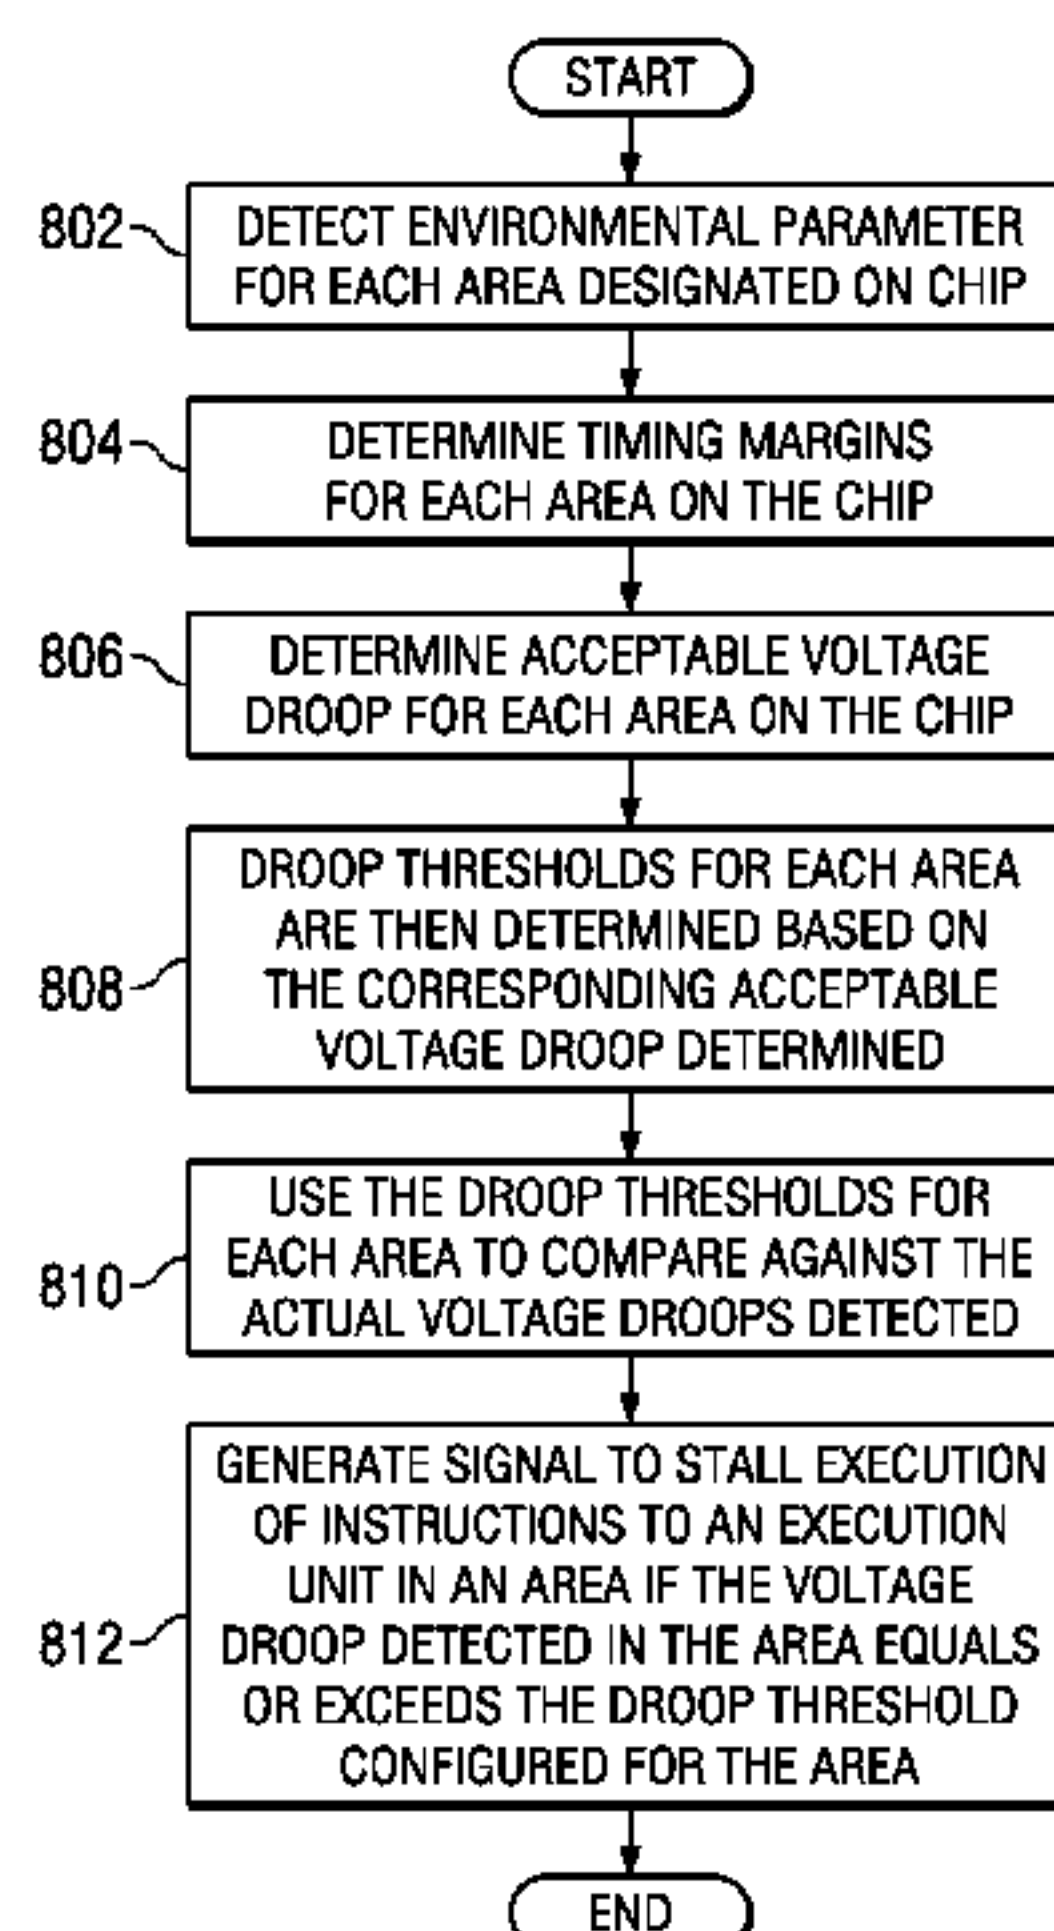 START
802
DETECT ENVIRONMENTAL PARAMETER
FOR EACH AREA DESIGNATED ON CHIP
804
DETERMINE TIMING MARGINS
FOR EACH AREA ON THE CHIP
806
DETERMINE ACCEPTABLE VOLTAGE
DROOP FOR EACH AREA ON THE CHIP
808
DROOP THRESHOLDS FOR EACH AREA
ARE THEN DETERMINED BASED ON
THE CORRESPONDING ACCEPTABLE
VOLTAGE DROOP DETERMINED
810
USE THE DROOP THRESHOLDS FOR
EACH AREA TO COMPARE AGAINST THE
ACTUAL VOLTAGE DROOPS DETECTED
812
GENERATE SIGNAL TO STALL EXECUTION
OF INSTRUCTIONS TO AN EXECUTION
UNIT IN AN AREA IF THE VOLTAGE
DROOP DETECTED IN THE AREA EQUALS
OR EXCEEDS THE DROOP THRESHOLD
CONFIGURED FOR THE AREA
END